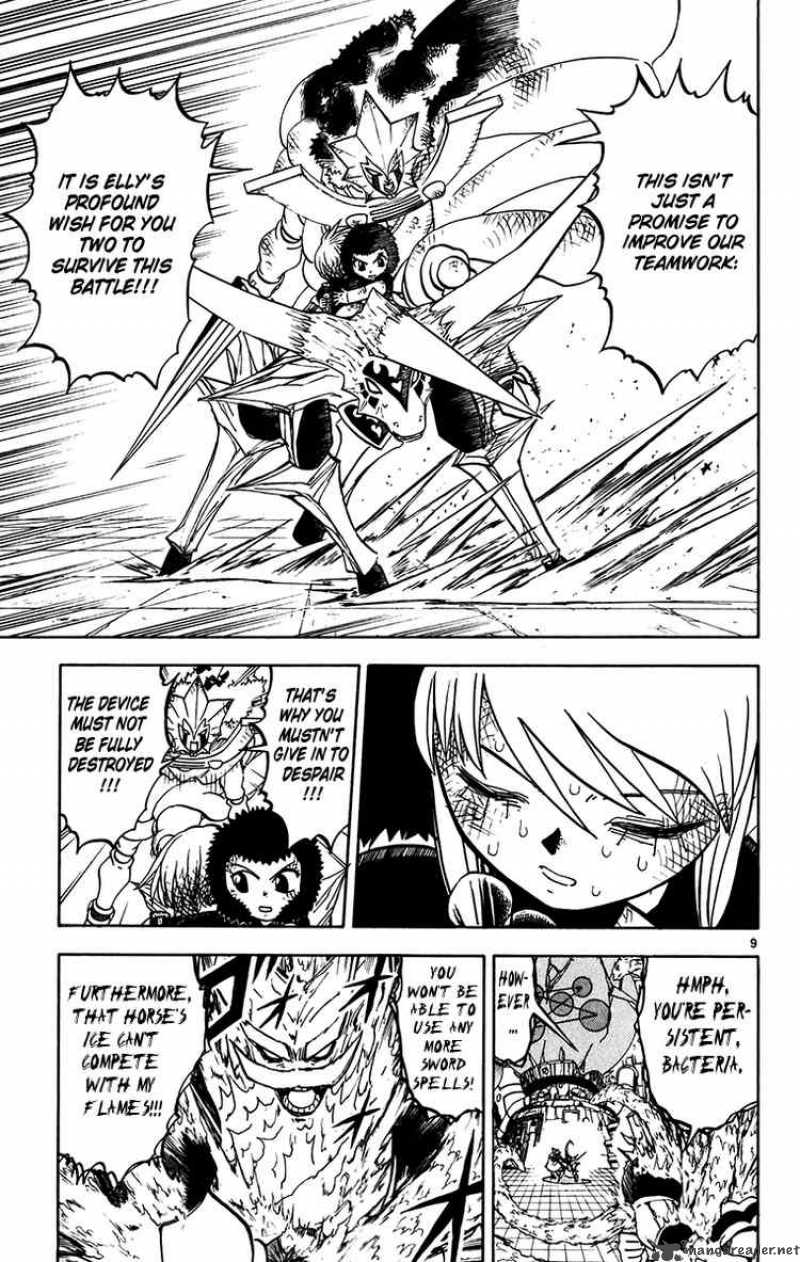 THIS ISN'T
JUST A
PROMISE TO
IMPROVE OUR
TEAMWORK:
IT IS ELLY'S
PROFOUND
WISH FOR YOU
TWO TO
SURVIVE THIS
BATTLE!!!
THAT'S
WHY YOU
MUSTN'T
GIVE IN TO
DESPAIR
!!!
THE DEVICE
MUST NOT
BE FULLY
DESTROYED
!!!
9
HMPH,
YOU'RE PER-
SISTENT,
BACTERIA.
HOW-
EVER
...
YOU
WON'T BE
ABLE TO
USE ANY
MORE
SWORD
SPELLS!
FURTHERMORE,
THAT HORSE'S
ICE CAN'T
COMPETE
WITH MY
FLAMES!!!
mangareader.net